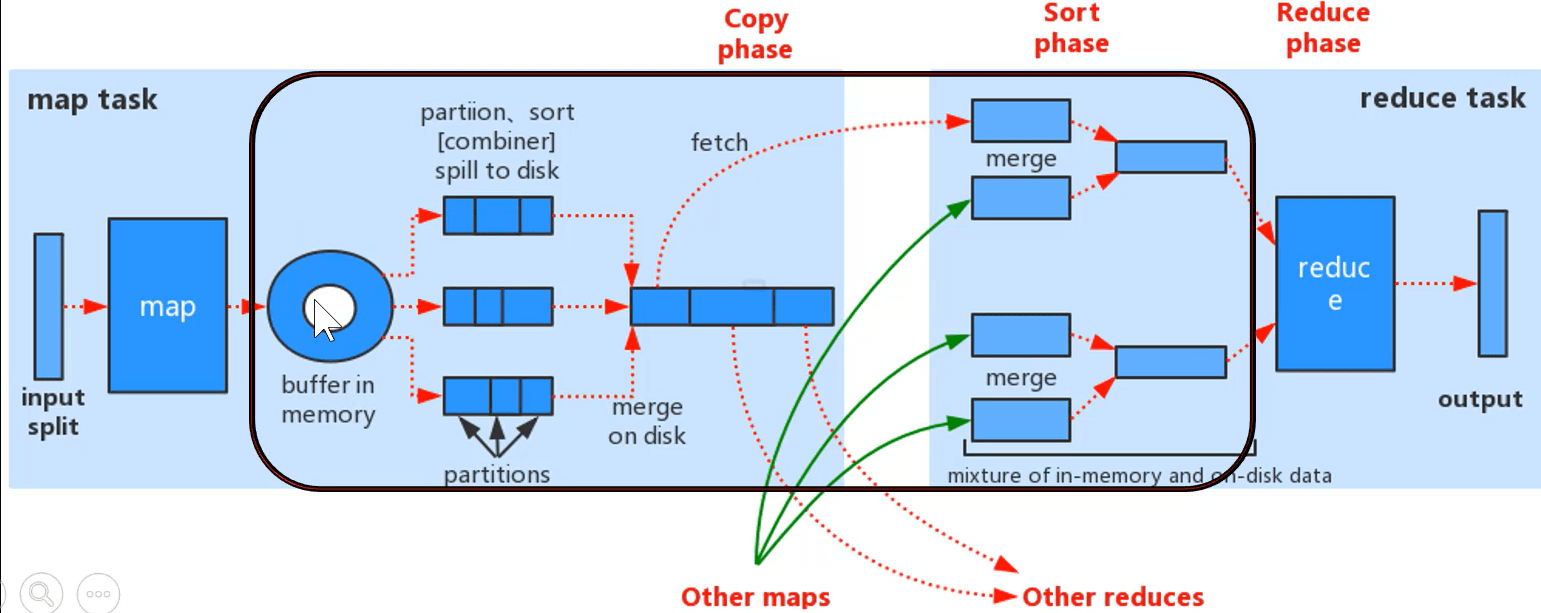 Copy
phase
Sort
phase
Reduce
phase
map task
reduce task
partiion、sort
[combiner]
spill to disk
fetch
merge
map
reduc
e
input
split
buffer in
memory
merge
on disk
partitions
merge
output
mixture of in-memory and on-disk data
Other maps
Other reduces